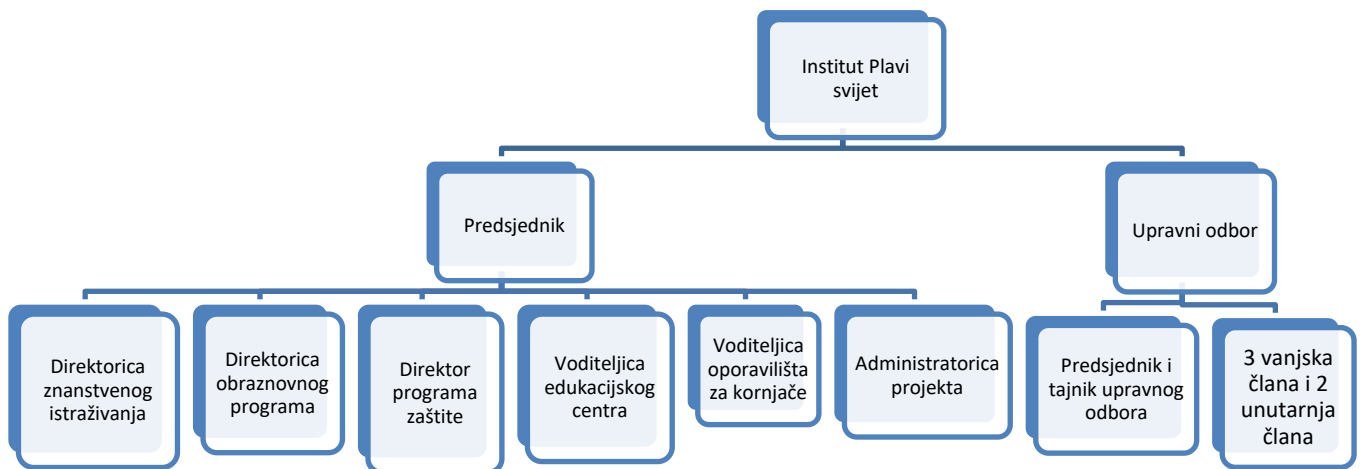 Institut Plavi
svijet
Predsjednik
Upravni odbor
Direktorica
znanstvenog
istraživanja
Direktorica
obraznovnog
programa
Direktor
programa
zaštite
Voditeljica
edukacijskog
centra
Voditeljica
oporavilišta
za kornjače
Administratorica
projekta
Predsjednik i
tajnik upravnog
odbora
3 vanjska
člana i 2
unutarnja
člana